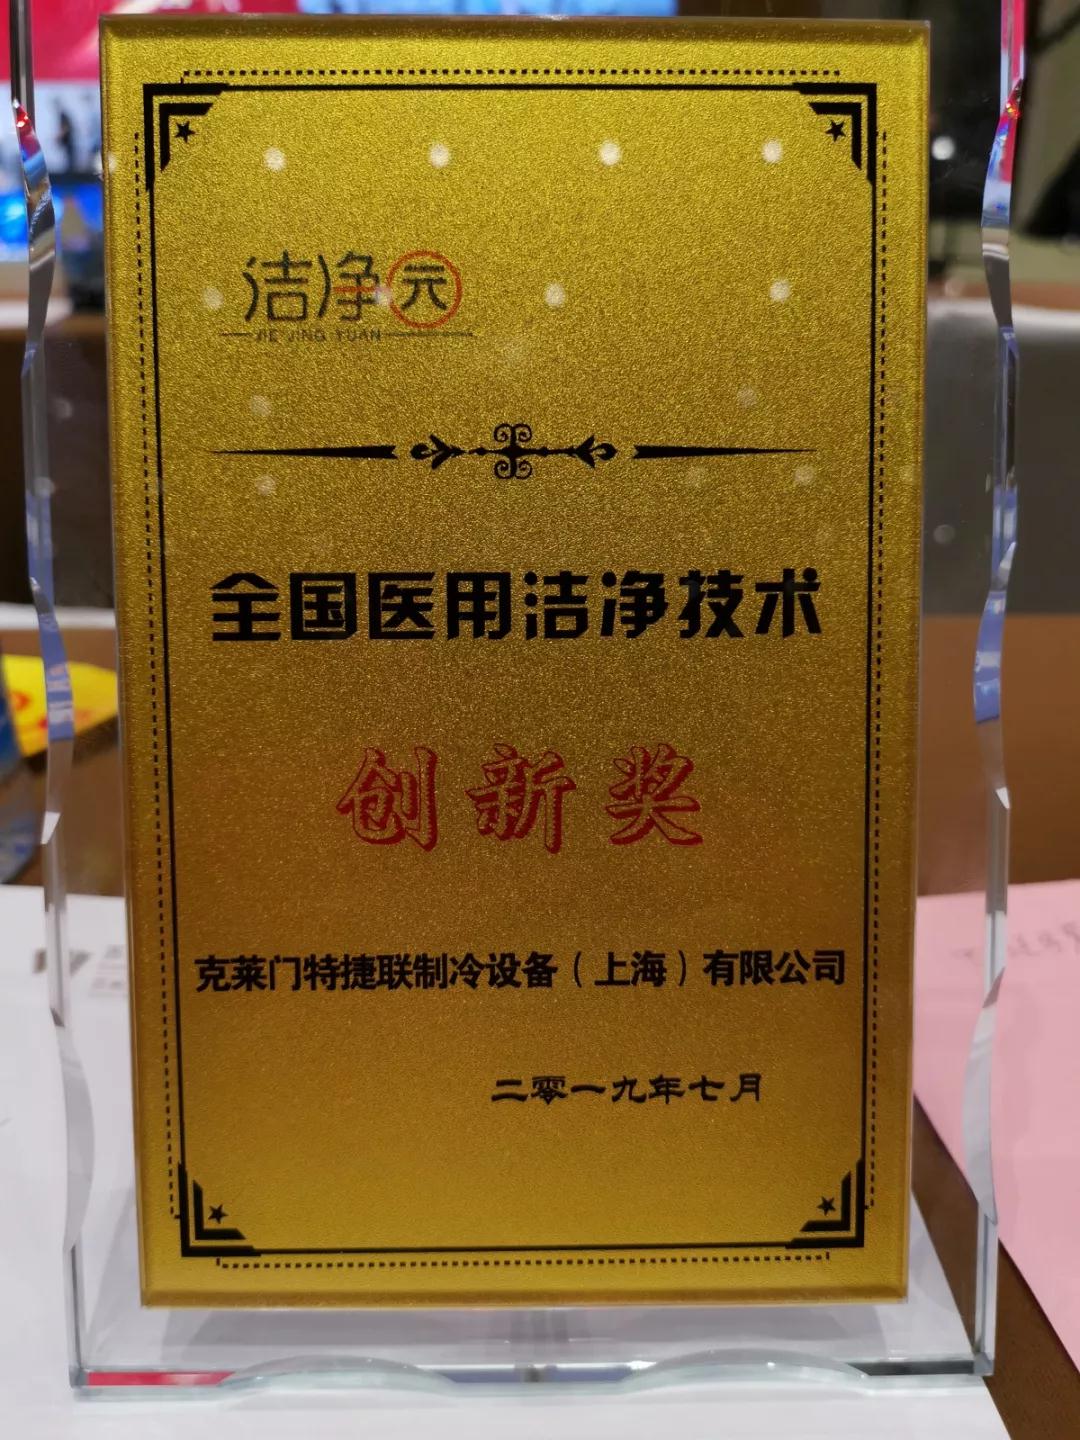 洁净元
JIE JING YUAN
全国医用洁净技术
创新奖
克莱门特捷联制冷设备（上海）有限公司
二零一九年七月